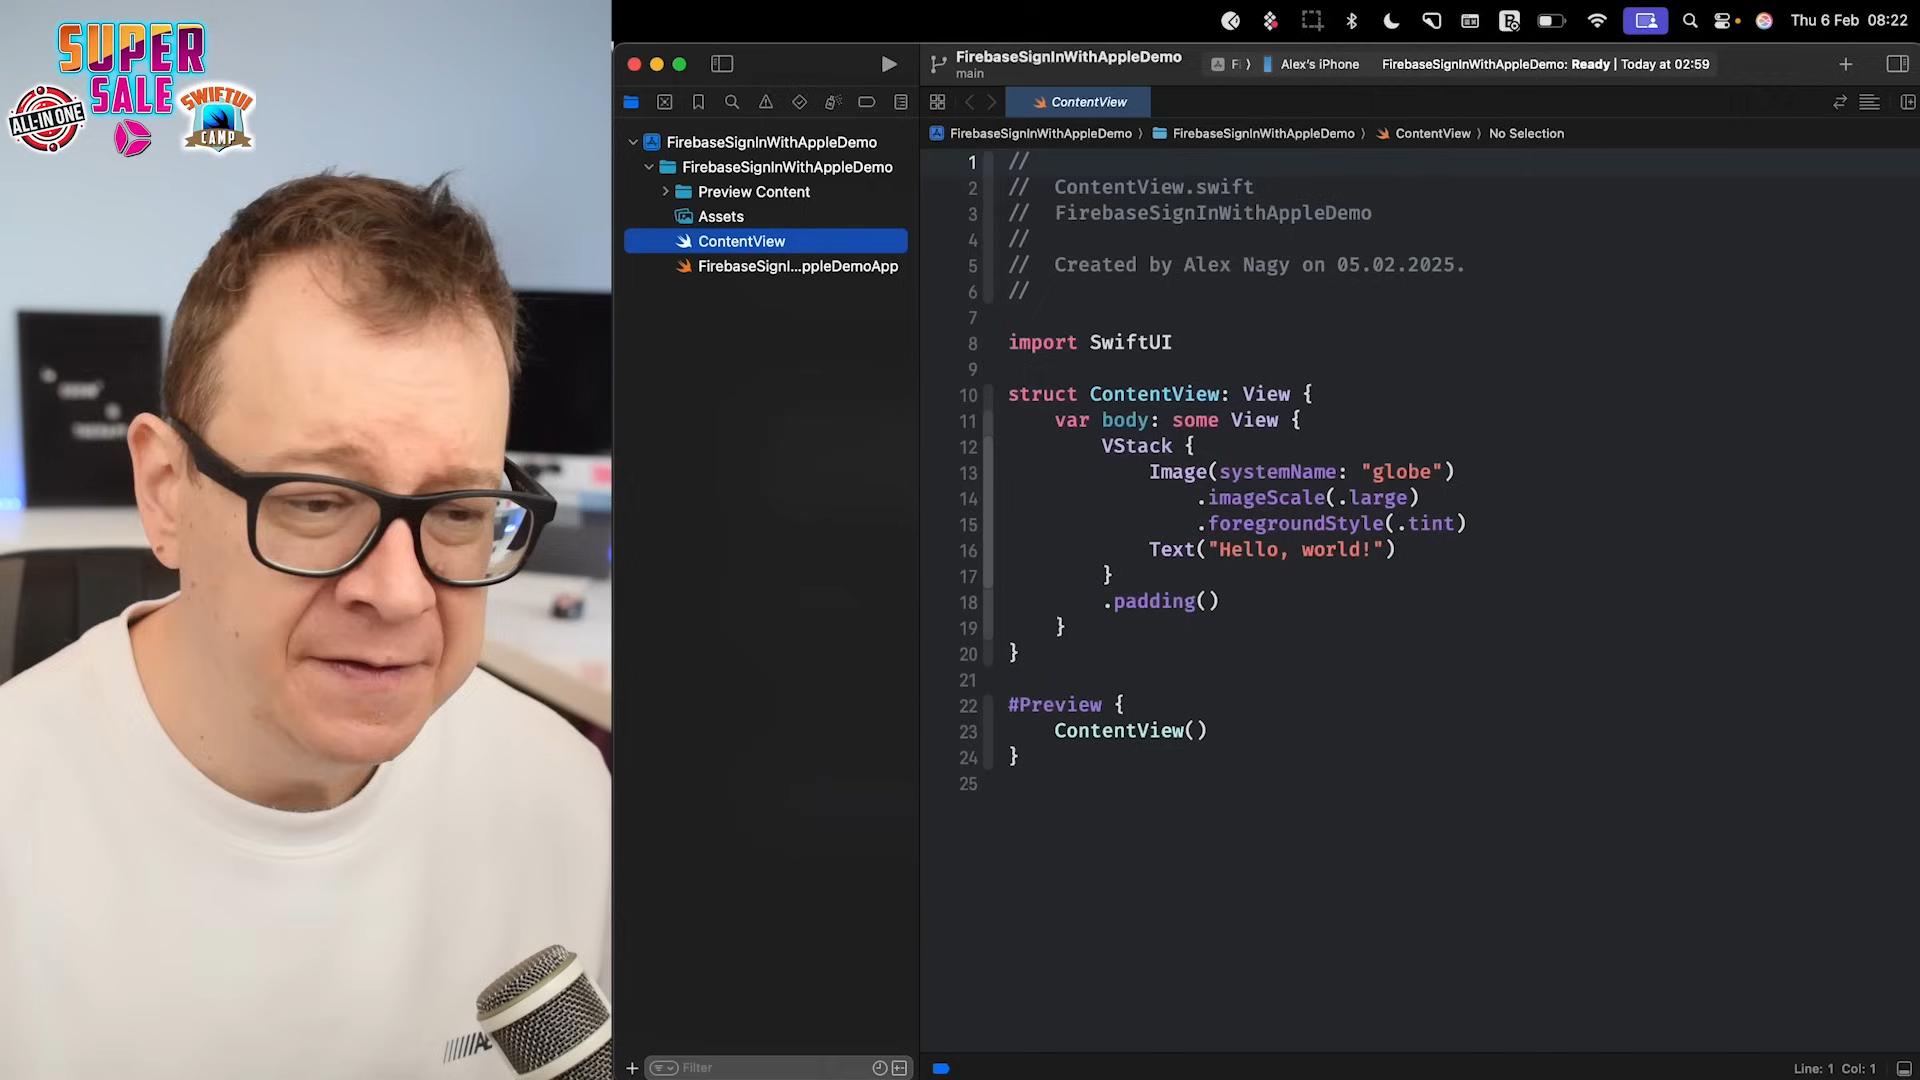 SUPER
SALE
ALL-IN-ONE
SWIFTUI
CAMP
Thu 6 Feb 08:22
FirebaseSignInWithAppleDemo
main
Alex's iPhone
FirebaseSignInWithAppleDemo: Ready | Today at 02:59
ContentView
FirebaseSignInWithAppleDemo
FirebaseSignInWithAppleDemo
ContentView
No Selection
FirebaseSignInWithAppleDemo
FirebaseSignInWithAppleDemo
Preview Content
Assets
ContentView
FirebaseSignI...ppleDemoApp
1 //
2 //  ContentView.swift
3 //  FirebaseSignInWithAppleDemo
4 //
5 //  Created by Alex Nagy on 05.02.2025.
6 //
7
8 import SwiftUI
9
10 struct ContentView: View {
11     var body: some View {
12         VStack {
13             Image(systemName: "globe")
14                 .imageScale(.large)
15                 .foregroundStyle(.tint)
16             Text("Hello, world!")
17         }
18         .padding()
19     }
20 }
21
22 #Preview {
23     ContentView()
24 }
25
Filter
Line: 1 Col: 1